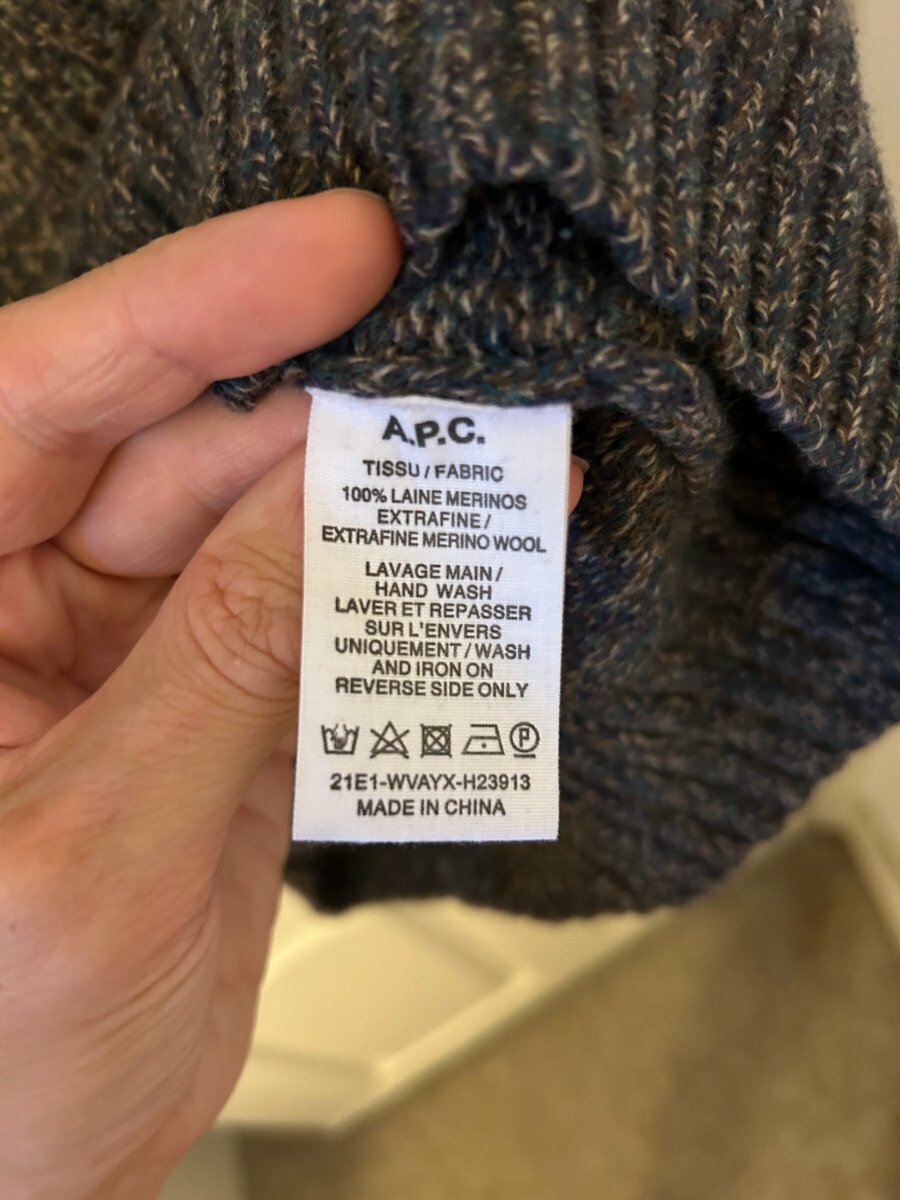 A.P.C.
TISSU / FABRIC
100% LAINE MERINOS
EXTRAFINE /
EXTRAFINE MERINO WOOL
LAVAGE MAIN /
HAND WASH
LAVER ET REPASSER
SUR L'ENVERS
UNIQUEMENT / WASH
AND IRON ON
REVERSE SIDE ONLY
P
21E1-WVAYX-H23913
MADE IN CHINA